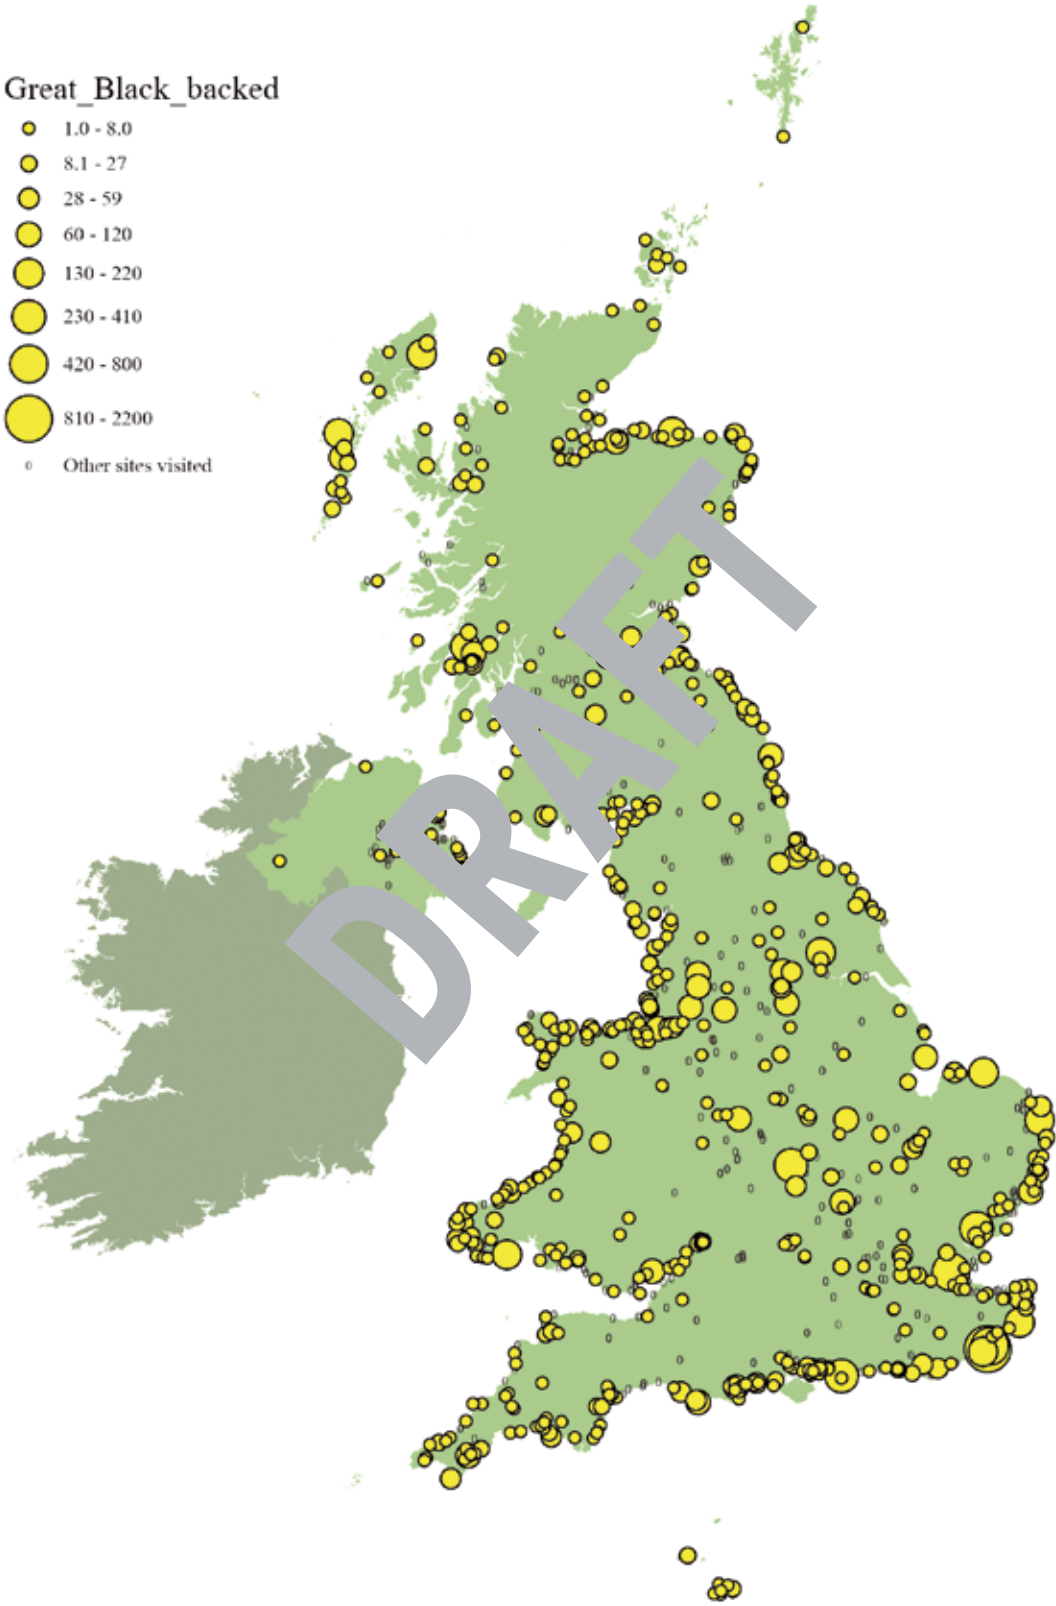 Great_Black_backed
1.0 - 8.0
8.1 - 27
28 - 59
60 - 120
130 - 220
230 - 410
420 - 800
810 - 2200
Other sites visited
DRAFT